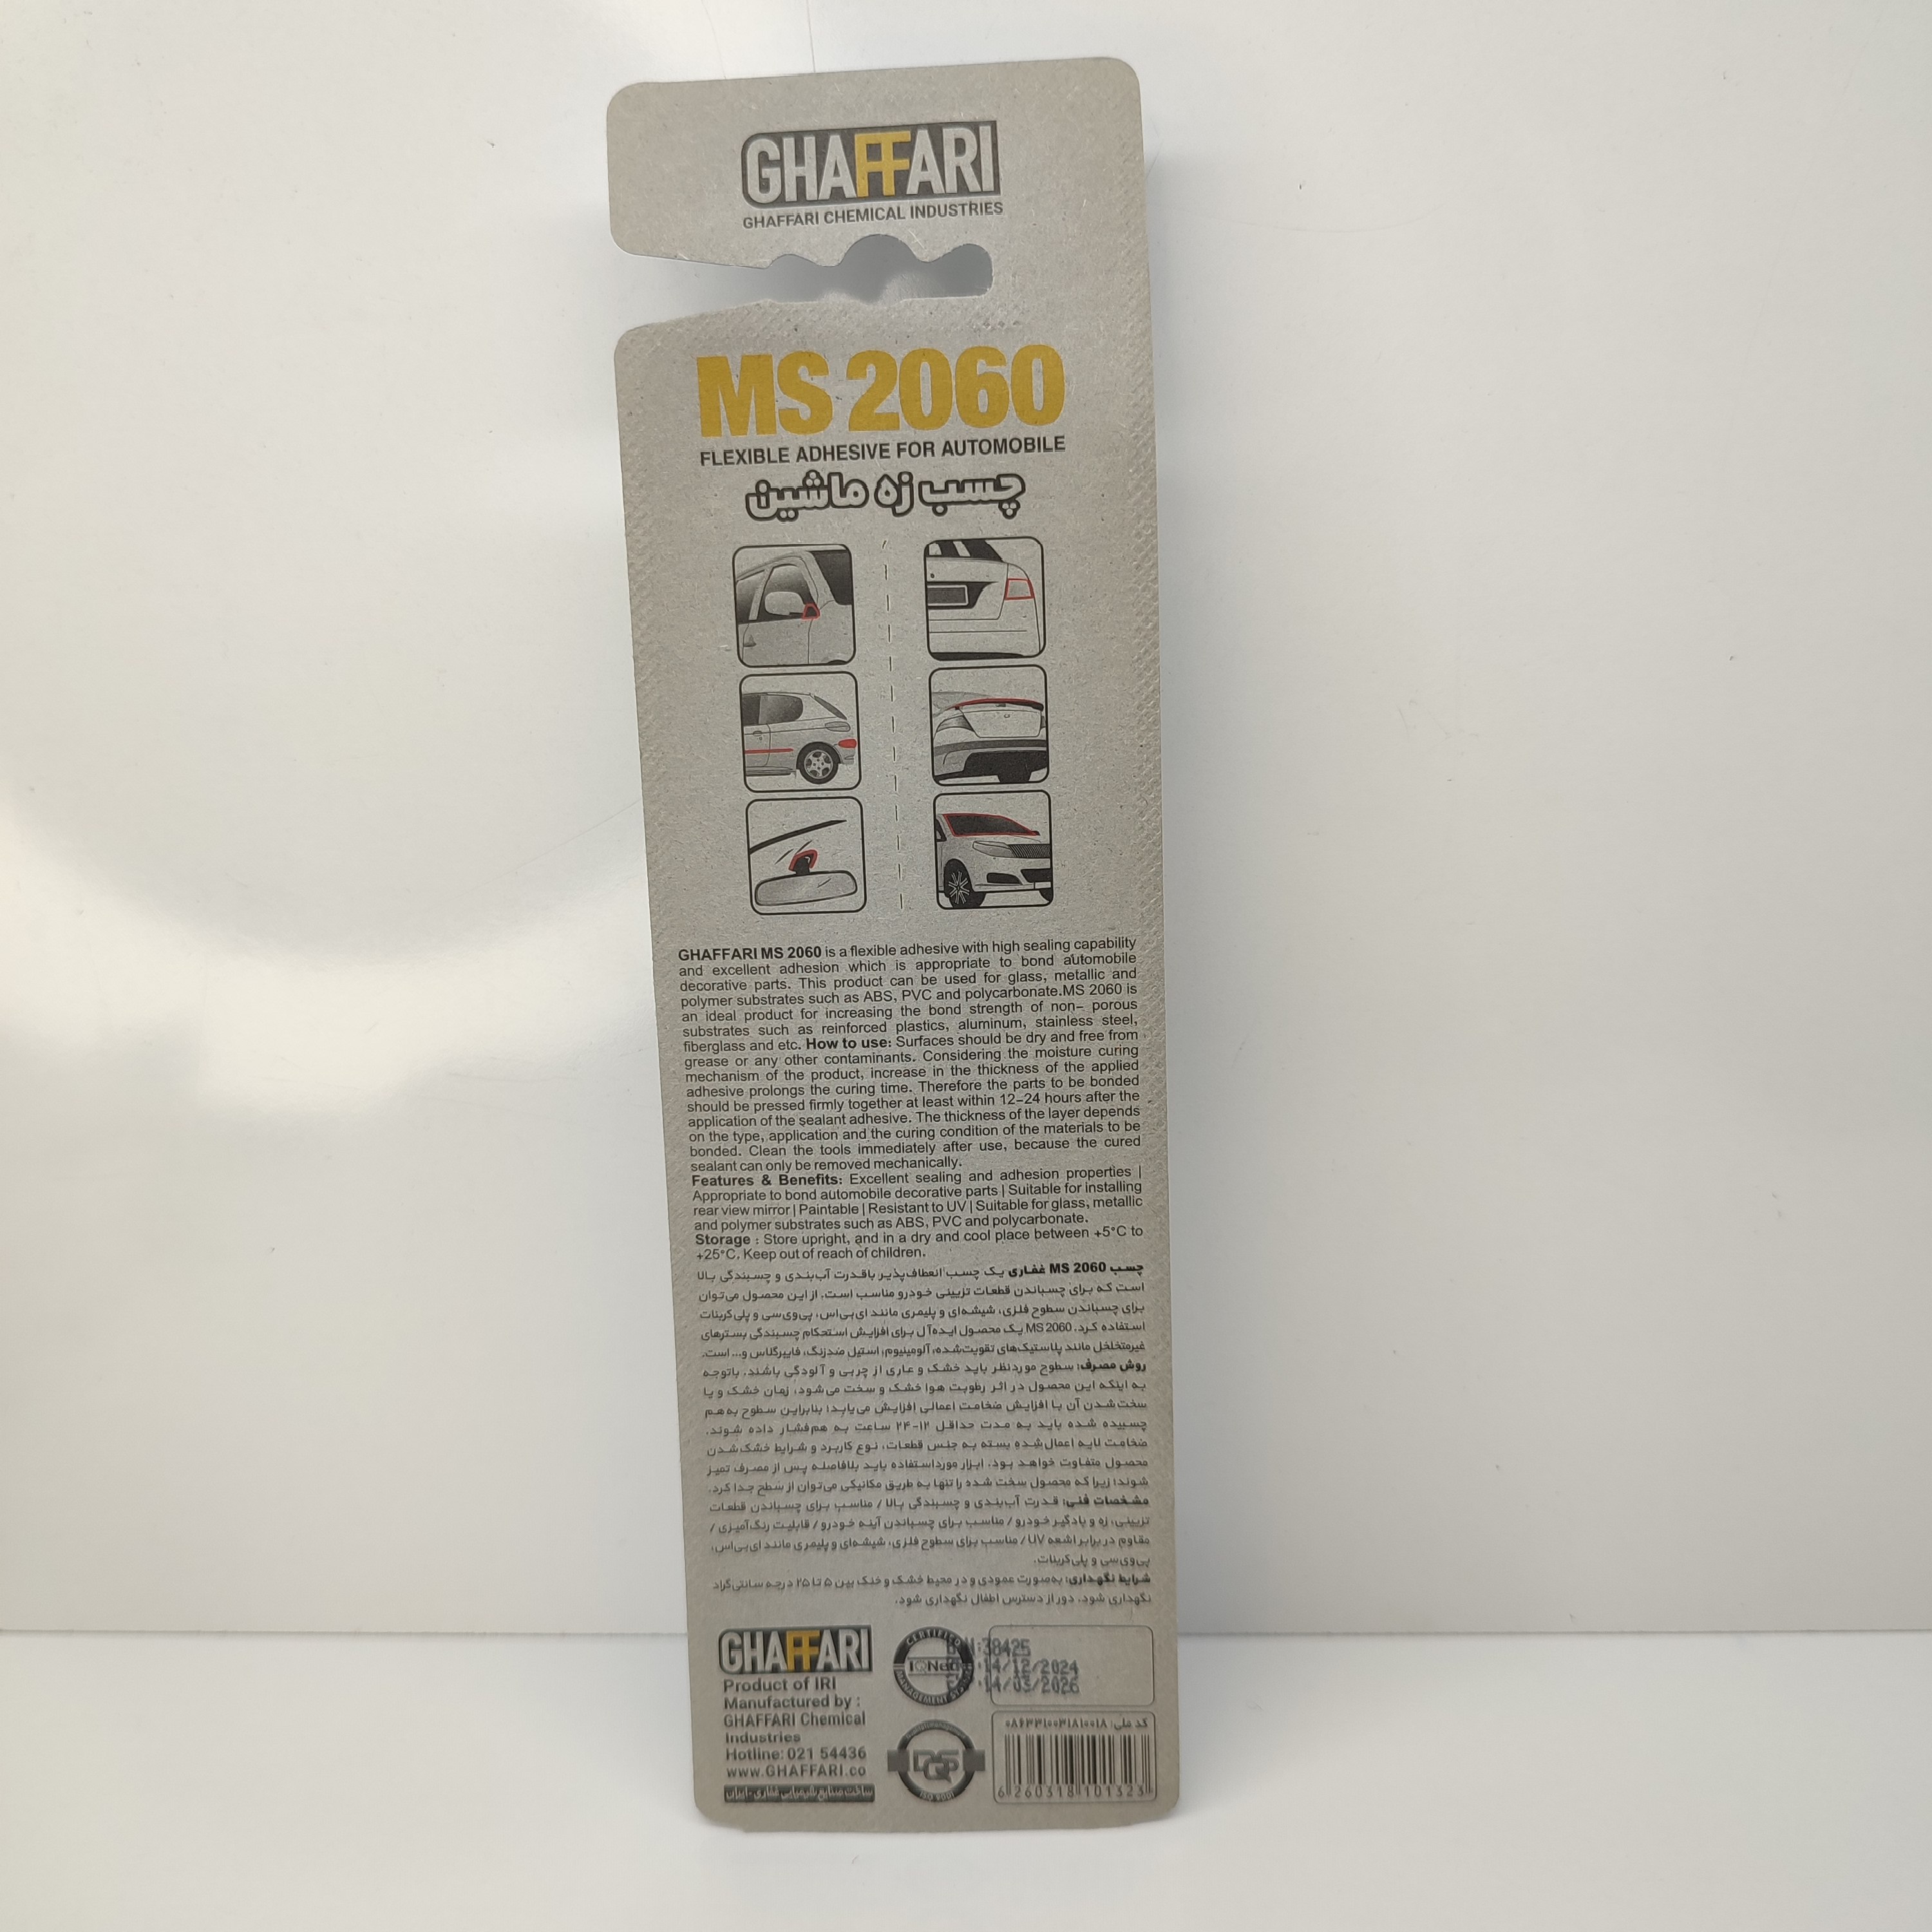 GHAFFARI
GHAFFARI CHEMICAL INDUSTRIES
MS 2060
FLEXIBLE ADHESIVE FOR AUTOMOBILE
چسب زه ماشین
GHAFFARI MS 2060 is a flexible adhesive with high sealing capability
and excellent adhesion which is appropriate to bond automobile
decorative parts. This product can be used for glass, metallic and
polymer substrates such as ABS, PVC and polycarbonate.MS 2060 is
an ideal product for increasing the bond strength of non– porous
substrates such as reinforced plastics, aluminum, stainless steel,
fiberglass and etc. How to use: Surfaces should be dry and free from
grease or any other contaminants. Considering the moisture curing
mechanism of the product, increase in the thickness of the applied
adhesive prolongs the curing time. Therefore the parts to be bonded
should be pressed firmly together at least within 12–24 hours after the
application of the sealant adhesive. The thickness of the layer depends
on the type, application and the curing condition of the materials to be
bonded. Clean the tools immediately after use, because the cured
sealant can only be removed mechanically.
Features & Benefits: Excellent sealing and adhesion properties |
Appropriate to bond automobile decorative parts | Suitable for installing
rear view mirror | Paintable | Resistant to UV | Suitable for glass, metallic
and polymer substrates such as ABS, PVC and polycarbonate.
Storage : Store upright, and in a dry and cool place between +5°C to
+25°C. Keep out of reach of children.
چسب MS 2060 غفاری یک چسب انعطاف‌پذیر باقدرت آب‌بندی و چسبندگی بالا
است که برای چسباندن قطعات تزیینی خودرو مناسب است. از این محصول می‌توان
برای چسباندن سطوح فلزی، شیشه‌ای و پلیمری مانند ای‌بی‌اس، پی‌وی‌سی و پلی‌کربنات
استفاده کرد. MS 2060 یک محصول ایده‌آل برای افزایش استحکام چسبندگی بسترهای
غیرمتخلخل مانند پلاستیک‌های تقویت‌شده، آلومینیوم، استیل ضدزنگ، فایبرگلاس و... است.
روش مصرف: سطوح موردنظر باید خشک و عاری از چربی و آلودگی باشند. باتوجه
به اینکه این محصول در اثر رطوبت هوا خشک و سخت می‌شود، زمان خشک و یا
سخت شدن آن با افزایش ضخامت اعمالی افزایش می‌یابد؛ بنابراین سطوح به هم
چسبیده شده باید به مدت حداقل ۱۲-۲۴ ساعت به هم فشار داده شوند.
ضخامت لایه اعمال‌شده بسته به جنس قطعات، نوع کاربرد و شرایط خشک شدن
محصول متفاوت خواهد بود. ابزار مورداستفاده باید بلافاصله پس از مصرف تمیز
شوند؛ زیرا که محصول سخت شده را تنها به طریق مکانیکی می‌توان از سطح جدا کرد.
مشخصات فنی: قدرت آب‌بندی و چسبندگی بالا / مناسب برای چسباندن قطعات
تزیینی، زه و بادگیر خودرو / مناسب برای چسباندن آینه خودرو / قابلیت رنگ‌آمیزی /
مقاوم در برابر اشعه UV / مناسب برای سطوح فلزی، شیشه‌ای و پلیمری مانند ای‌بی‌اس،
پی‌وی‌سی و پلی‌کربنات.
شرایط نگهداری: به‌صورت عمودی و در محیط خشک و خنک بین ۵ تا ۲۵ درجه سانتی‌گراد
نگهداری شود. دور از دسترس اطفال نگهداری شود.
GHAFFARI
Product of IRI
Manufactured by :
GHAFFARI Chemical
Industries
Hotline: 021 54436
www.GHAFFARI.co
ساخت صنایع شیمیایی غفاری - ایران
CERTIFIED
IQNet
MANAGEMENT
DQS
ISO 9001
38425
14/12/2024
14/03/2026
کد ملی: ۰۸۶۳۳۱۰۰۳۱۸۱۰۰۱۸
6 260318 101323